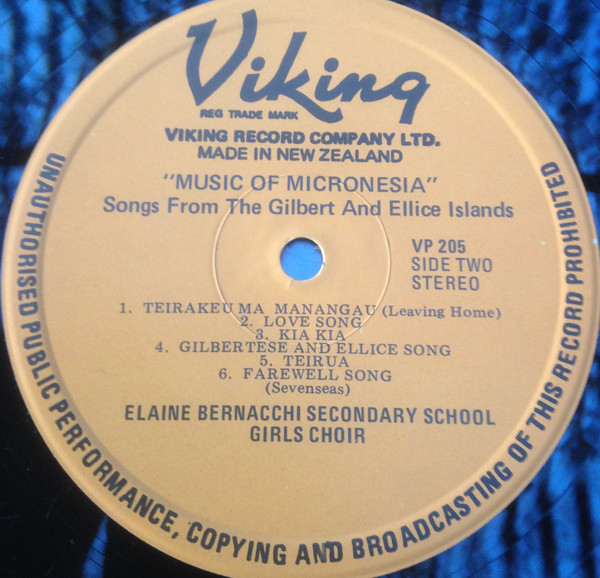 Viking
REG TRADE MARK
VIKING RECORD COMPANY LTD.
MADE IN NEW ZEALAND
"MUSIC OF MICRONESIA"
Songs From The Gilbert And Ellice Islands
VP 205
SIDE TWO
STEREO
1. TEIRAKEU MA MANANGAU (Leaving Home)
2. LOVE SONG
3. KIA KIA
4. GILBERTESE AND ELLICE SONG
5. TEIRUA
6. FAREWELL SONG
(Sevenseas)
ELAINE BERNACCHI SECONDARY SCHOOL
GIRLS CHOIR
UNAUTHORISED PUBLIC PERFORMANCE, COPYING AND BROADCASTING OF THIS RECORD PROHIBITED